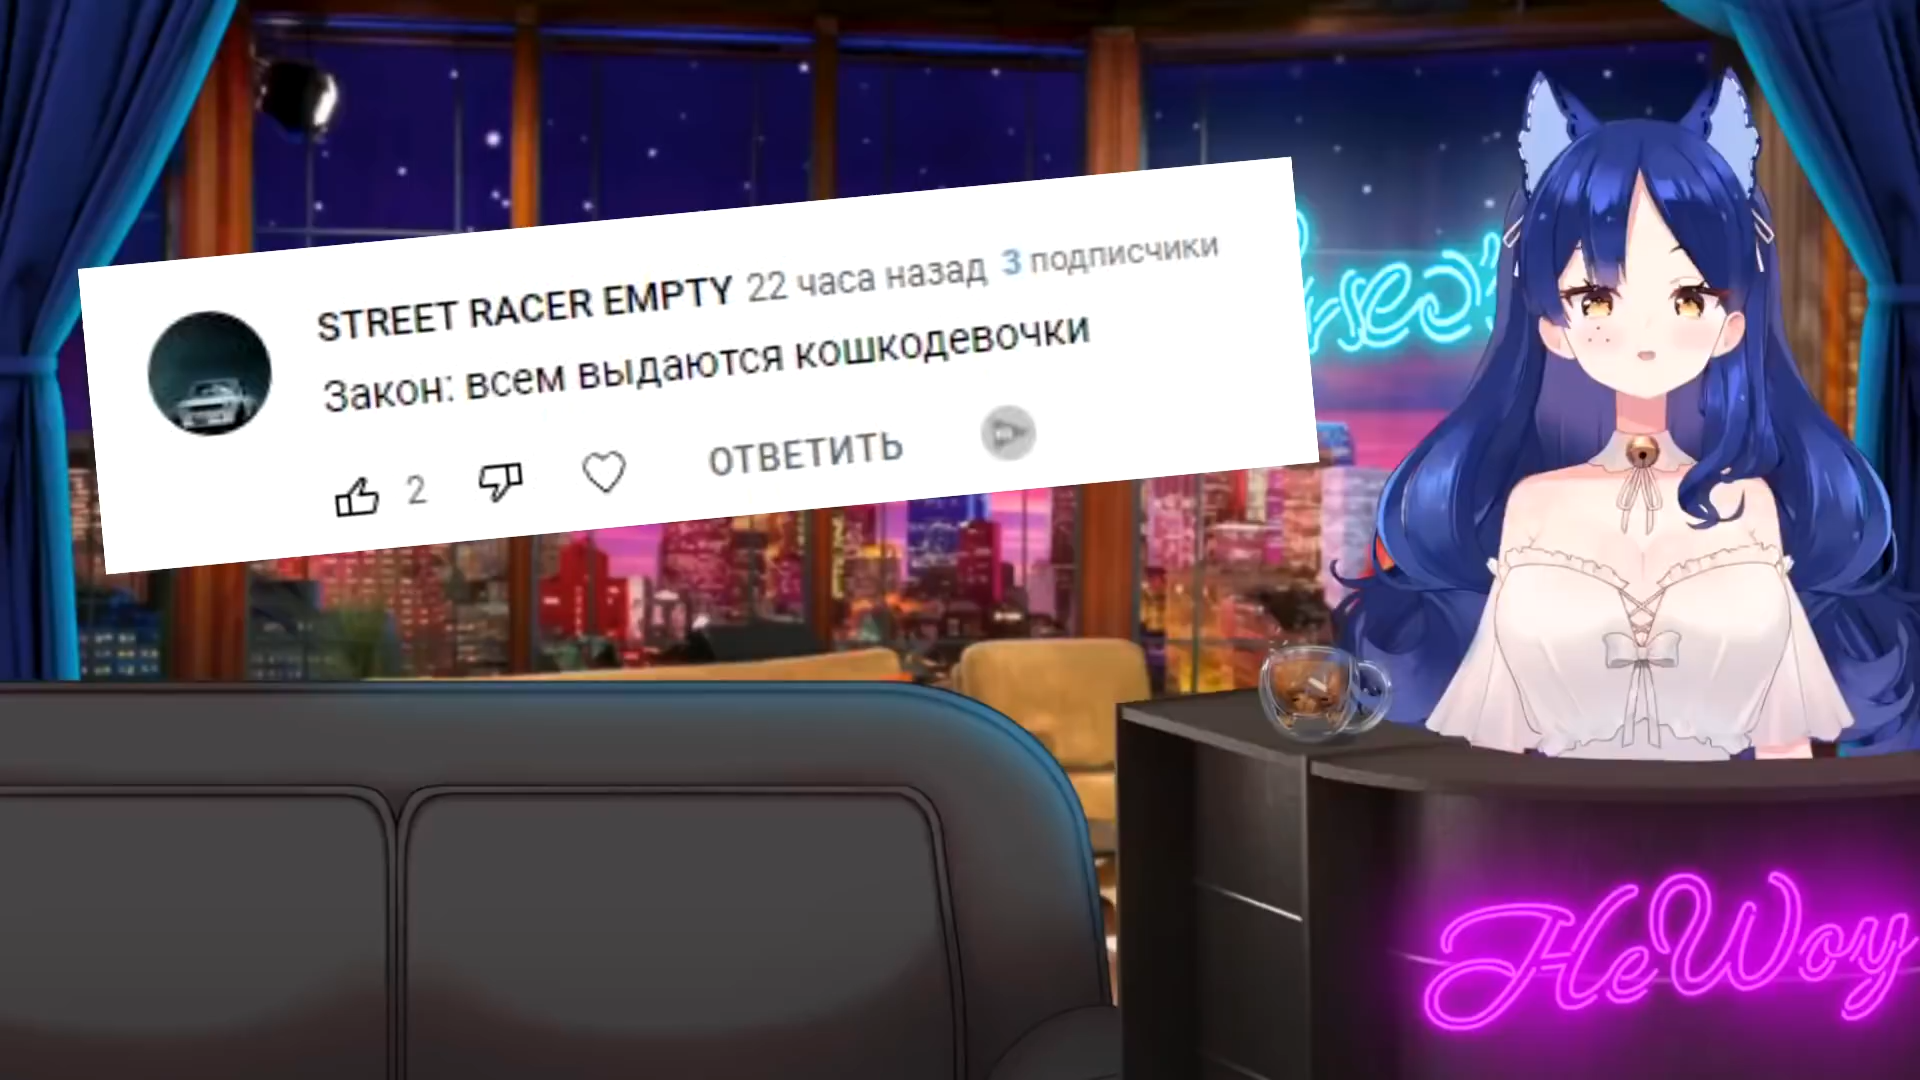 STREET RACER EMPTY 22 часа назад 3 подписчики
Закон: всем выдаются кошкодевочки
2
ОТВЕТИТЬ
HeWoy